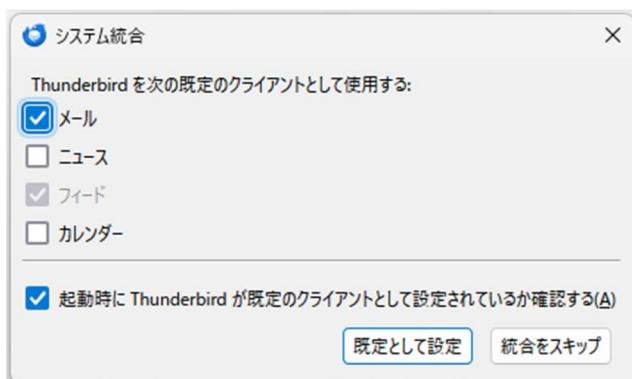 システム統合
Thunderbird を次の既定のクライアントとして使用する:
メール
ニュース
フィード
カレンダー
起動時に Thunderbird が既定のクライアントとして設定されているか確認する(A)
既定として設定 統合をスキップ